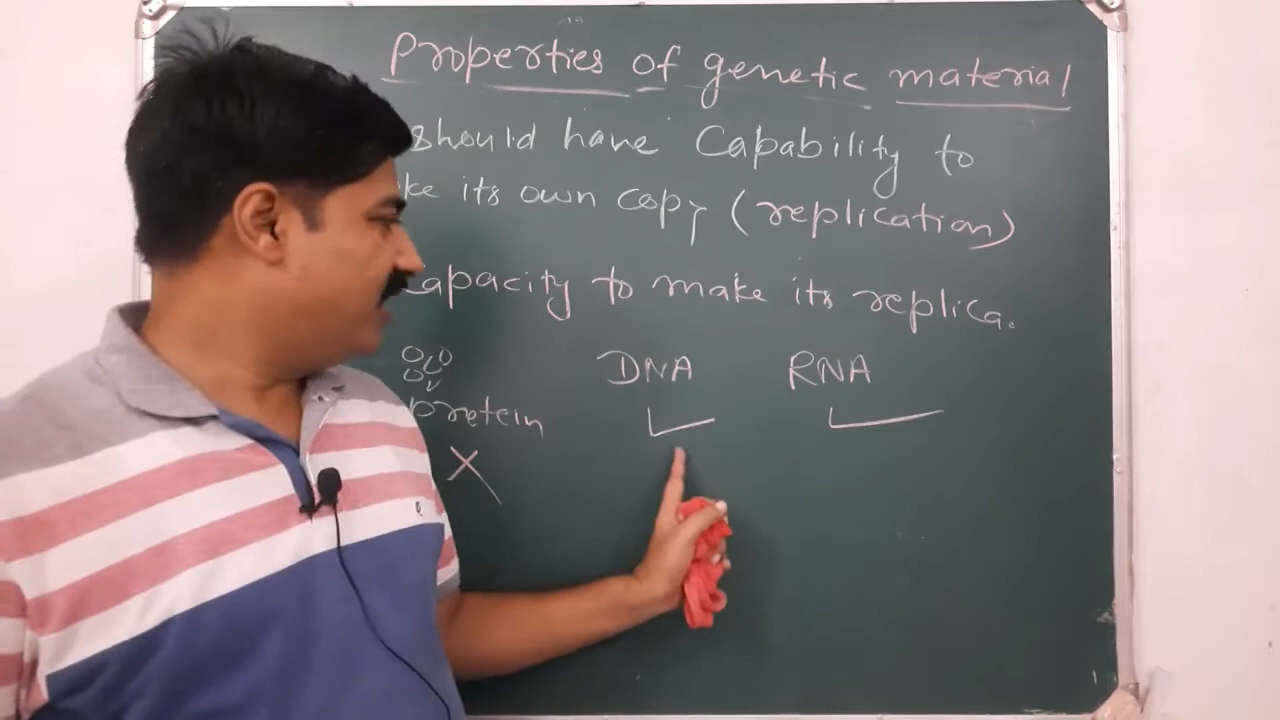 Properties of genetic material
should have Capability to
ke its own copy (replication)
Capacity to make its replica.
DNA RNA
protein